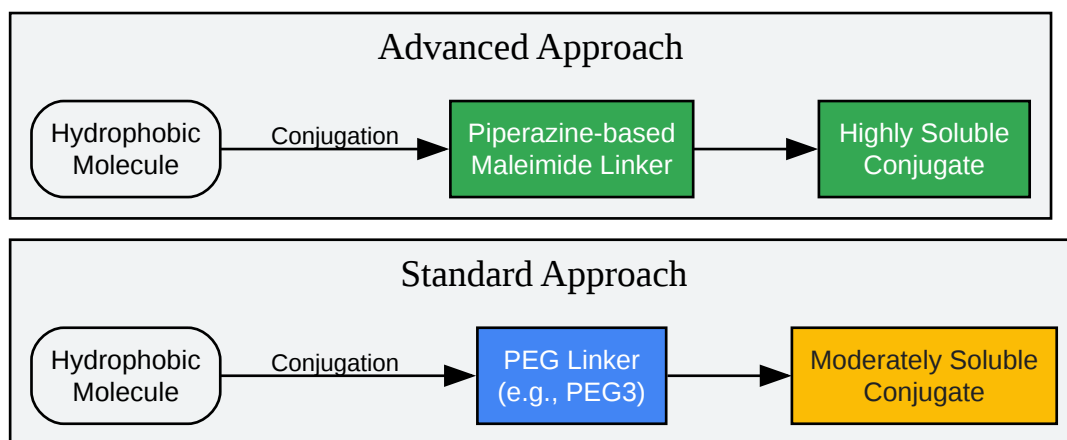 Advanced Approach
Hydrophobic
Molecule
Conjugation
Piperazine-based
Maleimide Linker
Highly Soluble
Conjugate
Standard Approach
Hydrophobic
Molecule
Conjugation
PEG Linker
(e.g., PEG3)
Moderately Soluble
Conjugate